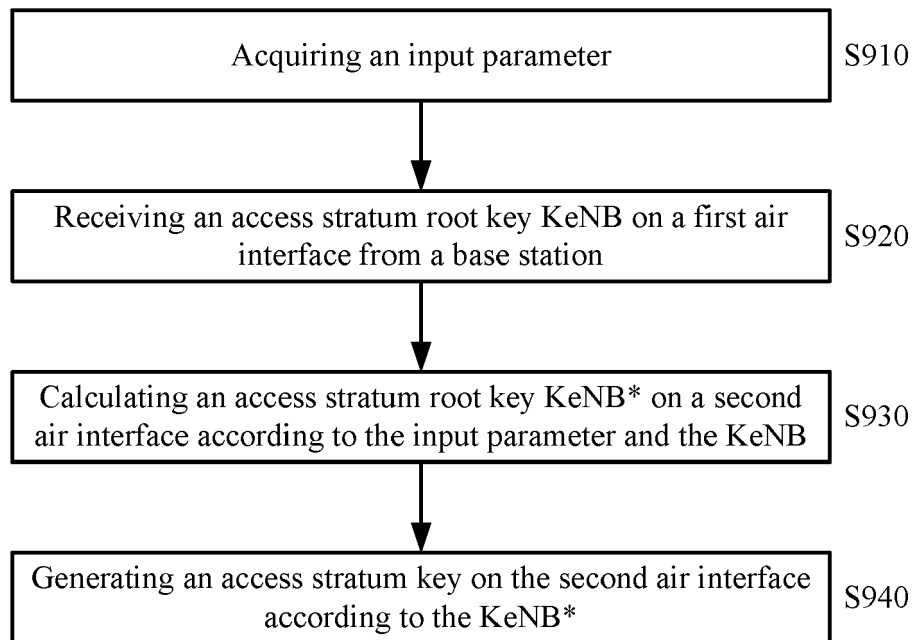 Acquiring an input parameter
S910
Receiving an access stratum root key KeNB on a first air
interface from a base station
S920
Calculating an access stratum root key KeNB* on a second
air interface according to the input parameter and the KeNB
S930
Generating an access stratum key on the second air interface
according to the KeNB*
S940